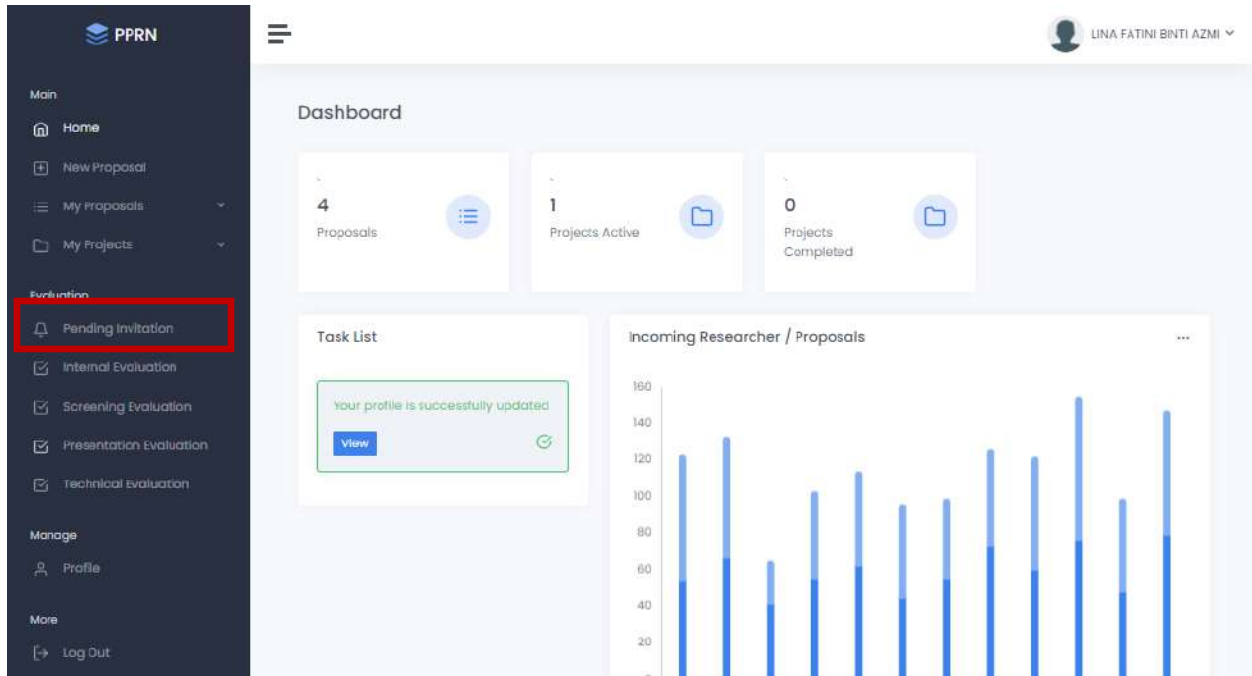 PPRN
LINA FATINI BINTI AZMI
Main
Home
New Proposal
My Proposals
My Projects
Evaluation
Pending Invitation
Internal Evaluation
Screening Evaluation
Presentation Evaluation
Technical Evaluation
Manage
Profile
More
Log Out
Dashboard
4
Proposals
1
Projects Active
0
Projects
Completed
Task List
Your profile is successfully updated
View
Incoming Researcher / Proposals
160
140
120
100
80
60
40
20